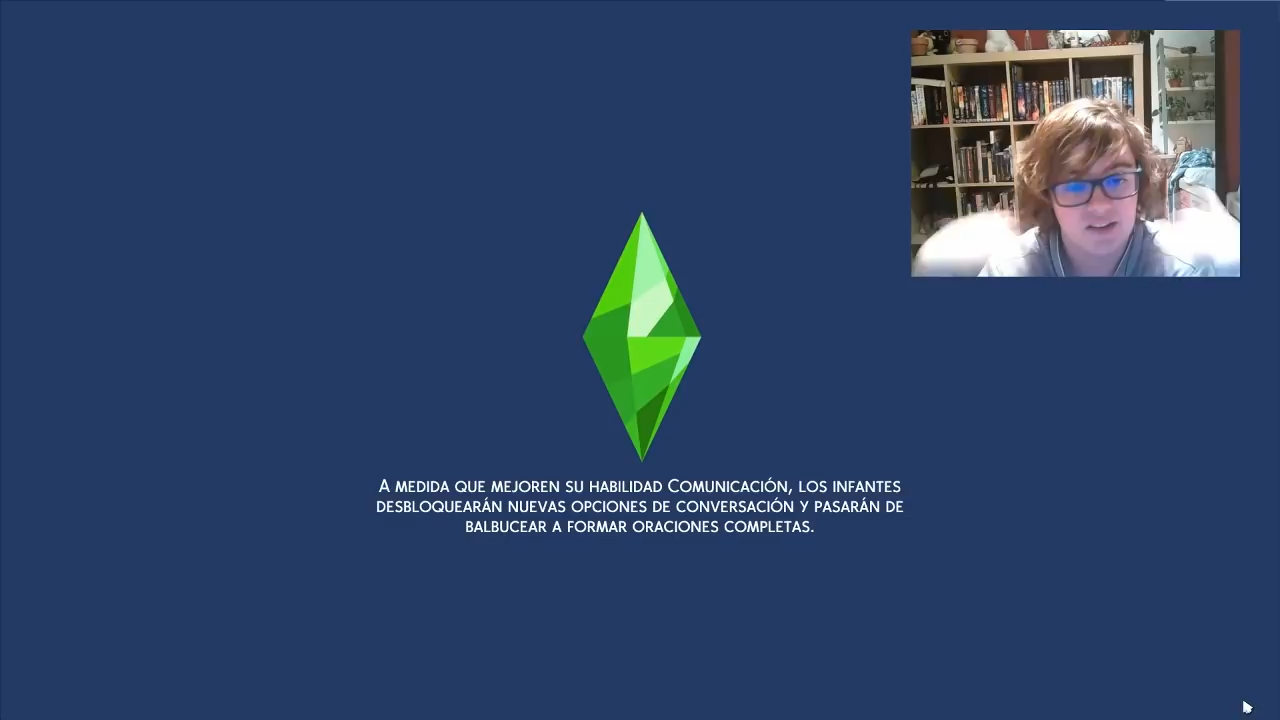 A MEDIDA QUE MEJOREN SU HABILIDAD COMUNICACIÓN, LOS INFANTES
DESBLOQUEARÁN NUEVAS OPCIONES DE CONVERSACIÓN Y PASARÁN DE
BALBUCEAR A FORMAR ORACIONES COMPLETAS.